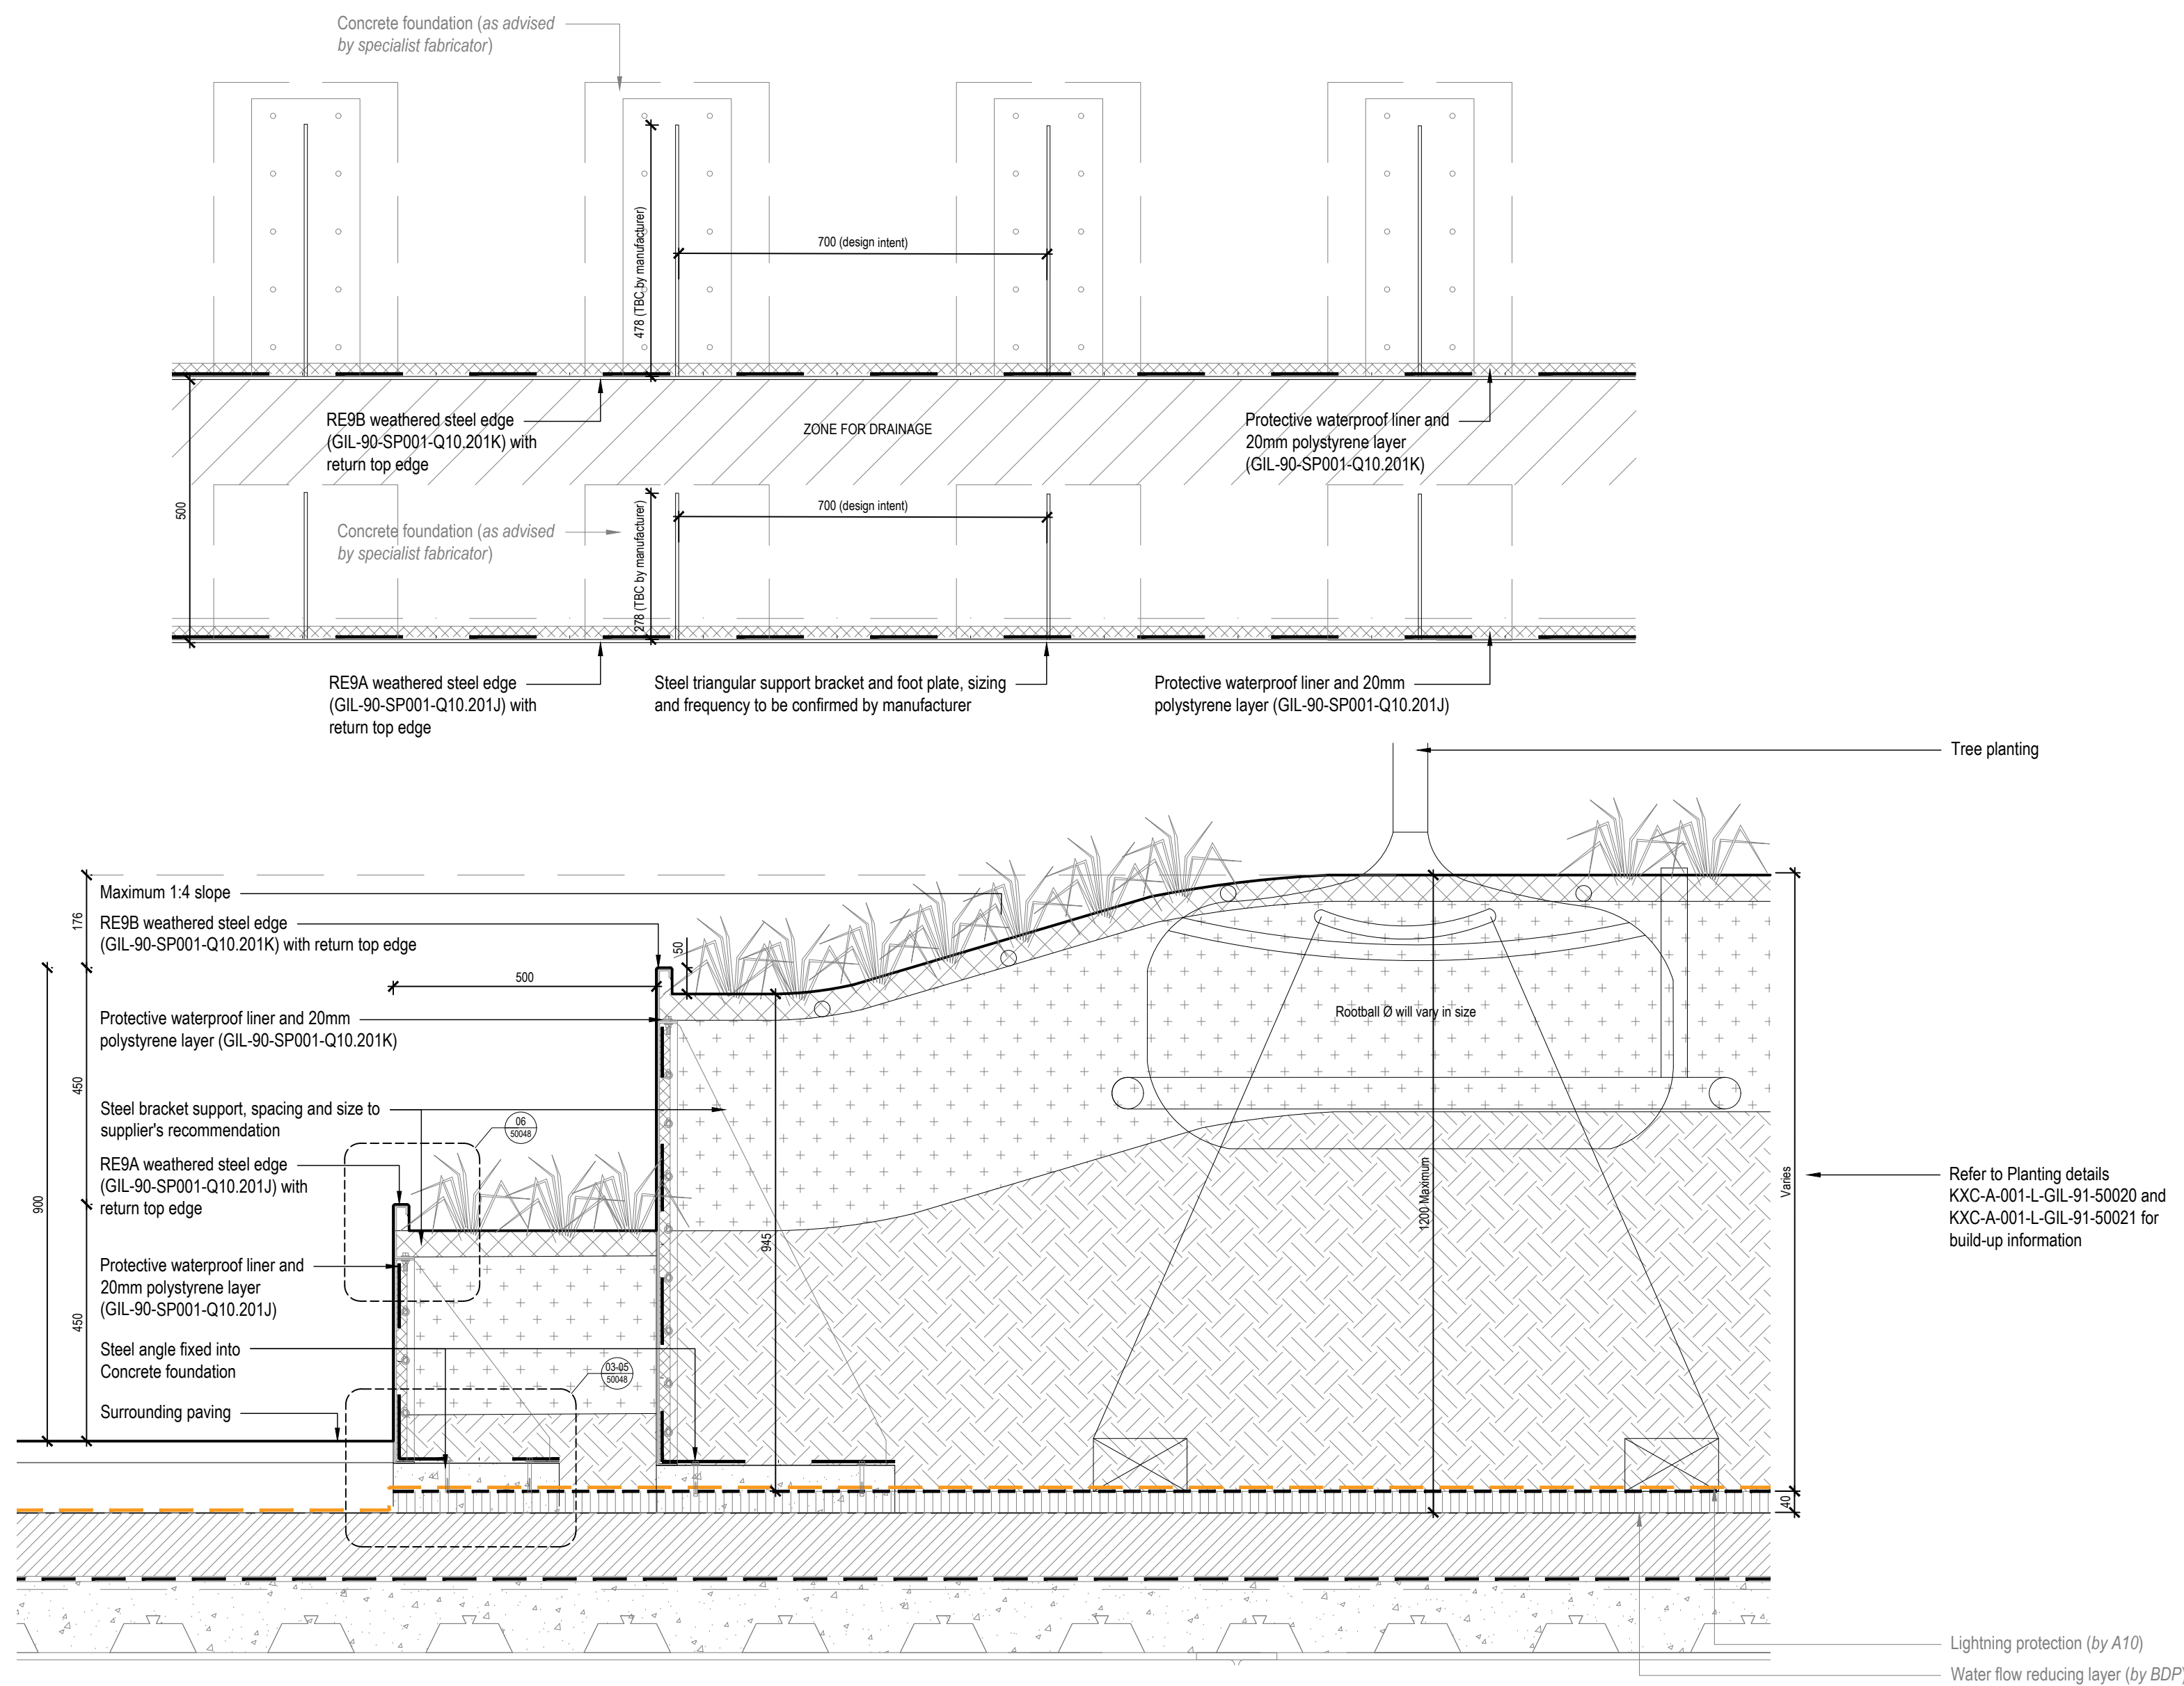 Concrete foundation (as advised
by specialist fabricator)
478 (TBC by manufacturer)
700 (design intent)
RE9B weathered steel edge
(GIL-90-SP001-Q10.201K) with
return top edge
ZONE FOR DRAINAGE
Protective waterproof liner and
20mm polystyrene layer
(GIL-90-SP001-Q10.201K)
500
Concrete foundation (as advised
by specialist fabricator)
278 (TBC by manufacturer)
700 (design intent)
RE9A weathered steel edge
(GIL-90-SP001-Q10.201J) with
return top edge
Steel triangular support bracket and foot plate, sizing
and frequency to be confirmed by manufacturer
Protective waterproof liner and 20mm
polystyrene layer (GIL-90-SP001-Q10.201J)
Tree planting
Maximum 1:4 slope
176
RE9B weathered steel edge
(GIL-90-SP001-Q10.201K) with return top edge
50
500
Protective waterproof liner and 20mm
polystyrene layer (GIL-90-SP001-Q10.201K)
Rootball Ø will vary in size
450
Steel bracket support, spacing and size to
supplier's recommendation
06
50048
RE9A weathered steel edge
(GIL-90-SP001-Q10.201J) with
return top edge
900
945
1200 Maximum
Varies
Refer to Planting details
KXC-A-001-L-GIL-91-50020 and
KXC-A-001-L-GIL-91-50021 for
build-up information
Protective waterproof liner and
20mm polystyrene layer
(GIL-90-SP001-Q10.201J)
450
Steel angle fixed into
Concrete foundation
03-05
50048
Surrounding paving
40
Lightning protection (by A10)
Water flow reducing layer (by BDP)